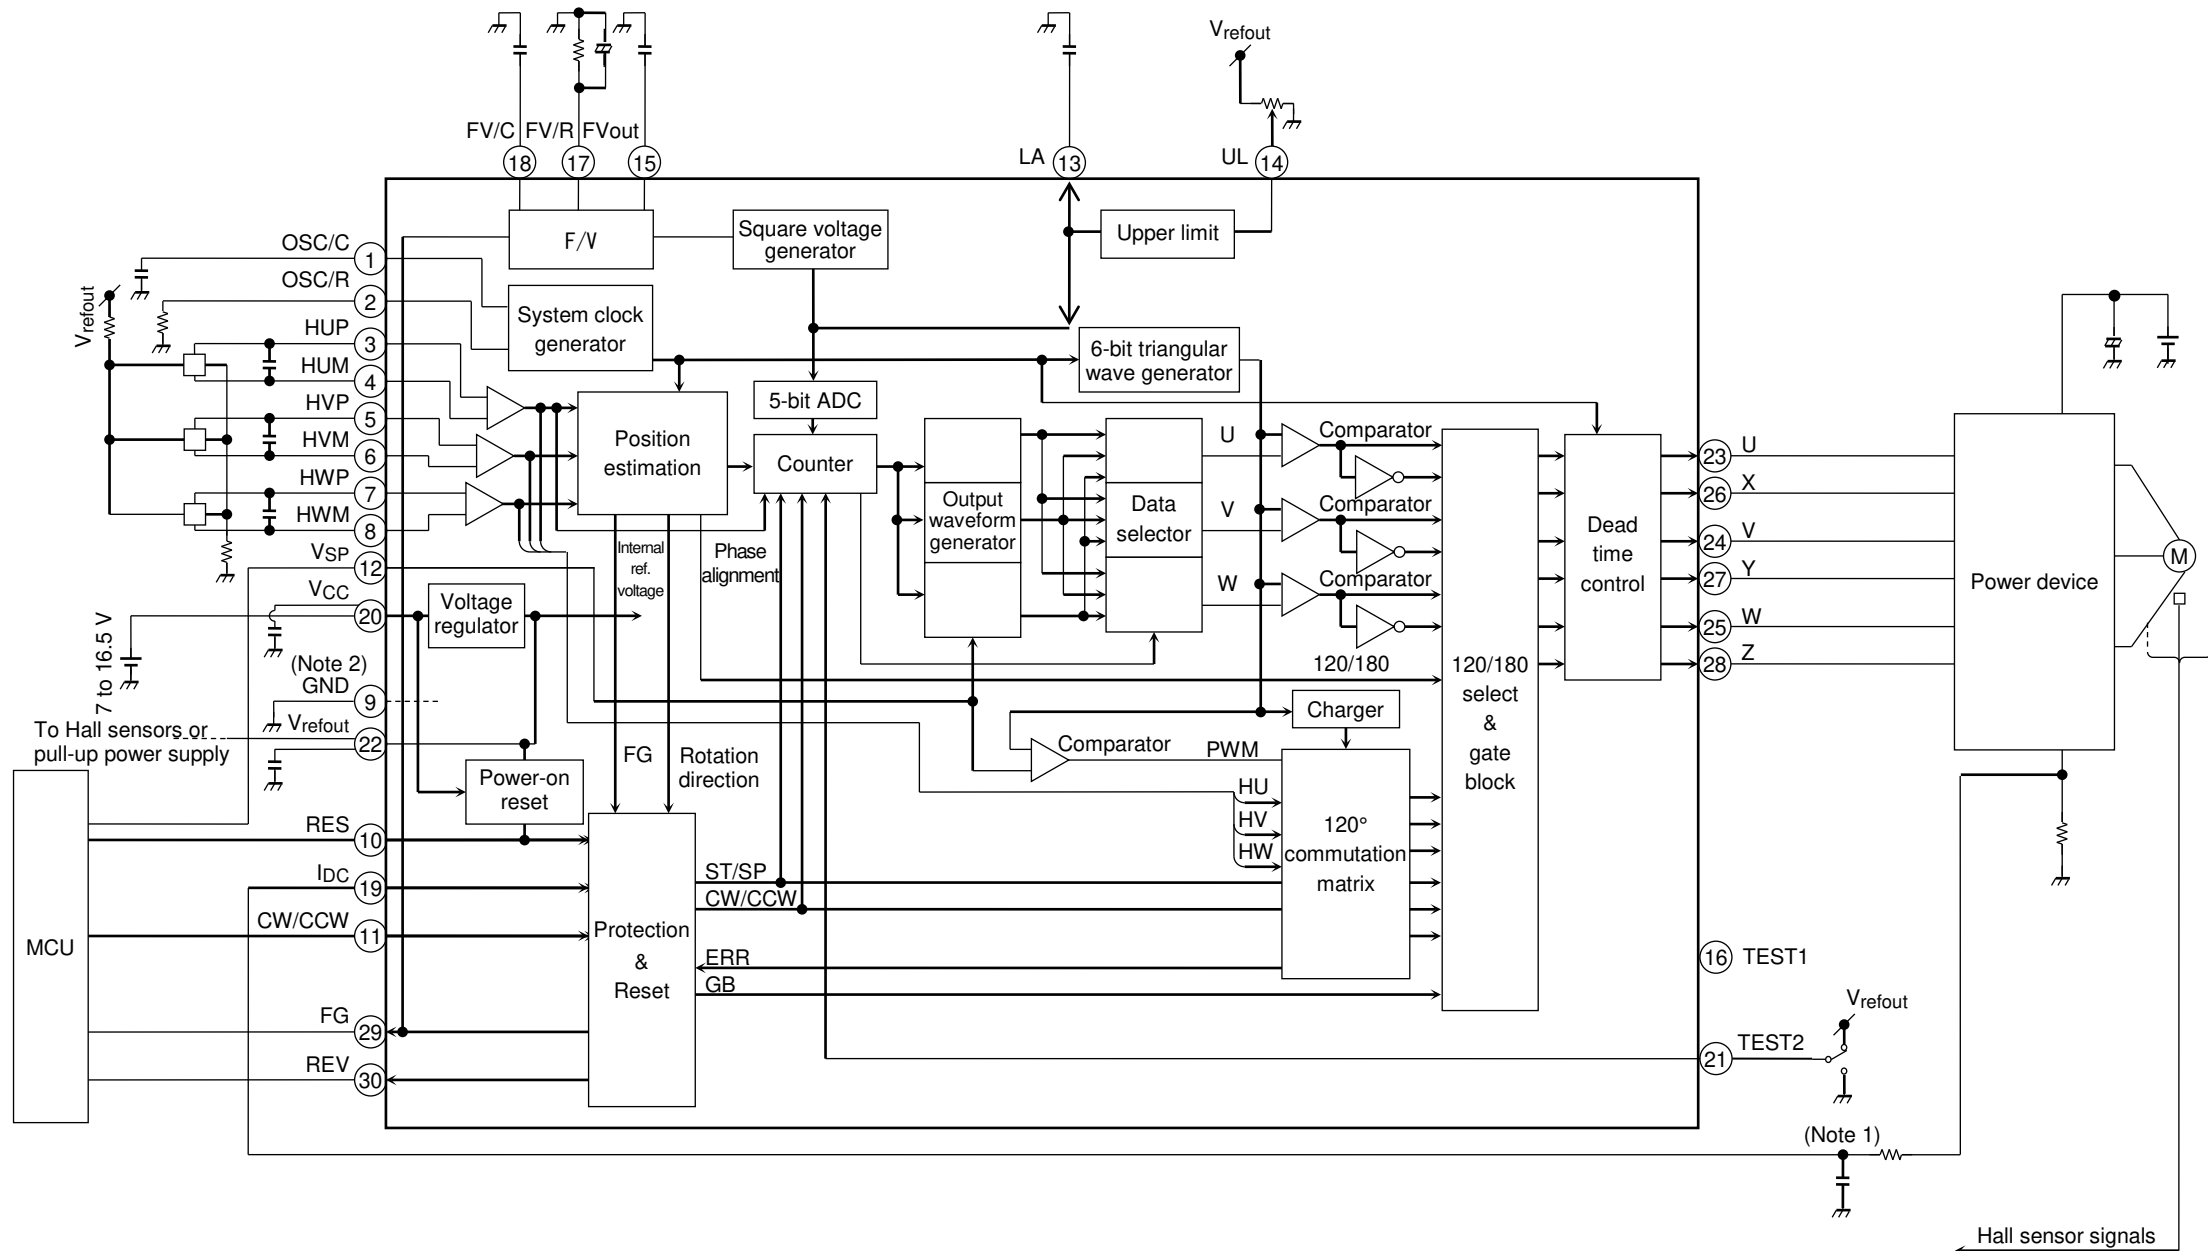 Vrefout
FV/C
FV/R
FVout
LA
UL
18
17
15
13
14
F/V
Square voltage
generator
Upper limit
OSC/C
1
OSC/R
2
Vrefout
System clock
generator
HUP
3
HUM
4
HVP
5
HVM
6
HWP
7
HWM
8
6-bit triangular
wave generator
5-bit ADC
Position
estimation
Counter
Output
waveform
generator
Data
selector
U
V
W
Comparator
Comparator
Comparator
120/180
120/180
select
&
gate
block
Dead
time
control
23
U
26
X
24
V
27
Y
25
W
28
Z
Power device
M
VSP
12
VCC
20
7 to 16.5 V
Voltage
regulator
Internal
ref.
voltage
Phase
alignment
(Note 2)
GND
9
To Hall sensors or
pull-up power supply
Vrefout
22
Power-on
reset
FG
Rotation
direction
Comparator
PWM
Charger
HU
HV
HW
120°
commutation
matrix
MCU
RES
10
IDC
19
CW/CCW
11
FG
29
REV
30
Protection
&
Reset
ST/SP
CW/CCW
ERR
GB
16
TEST1
21
TEST2
Vrefout
(Note 1)
Hall sensor signals